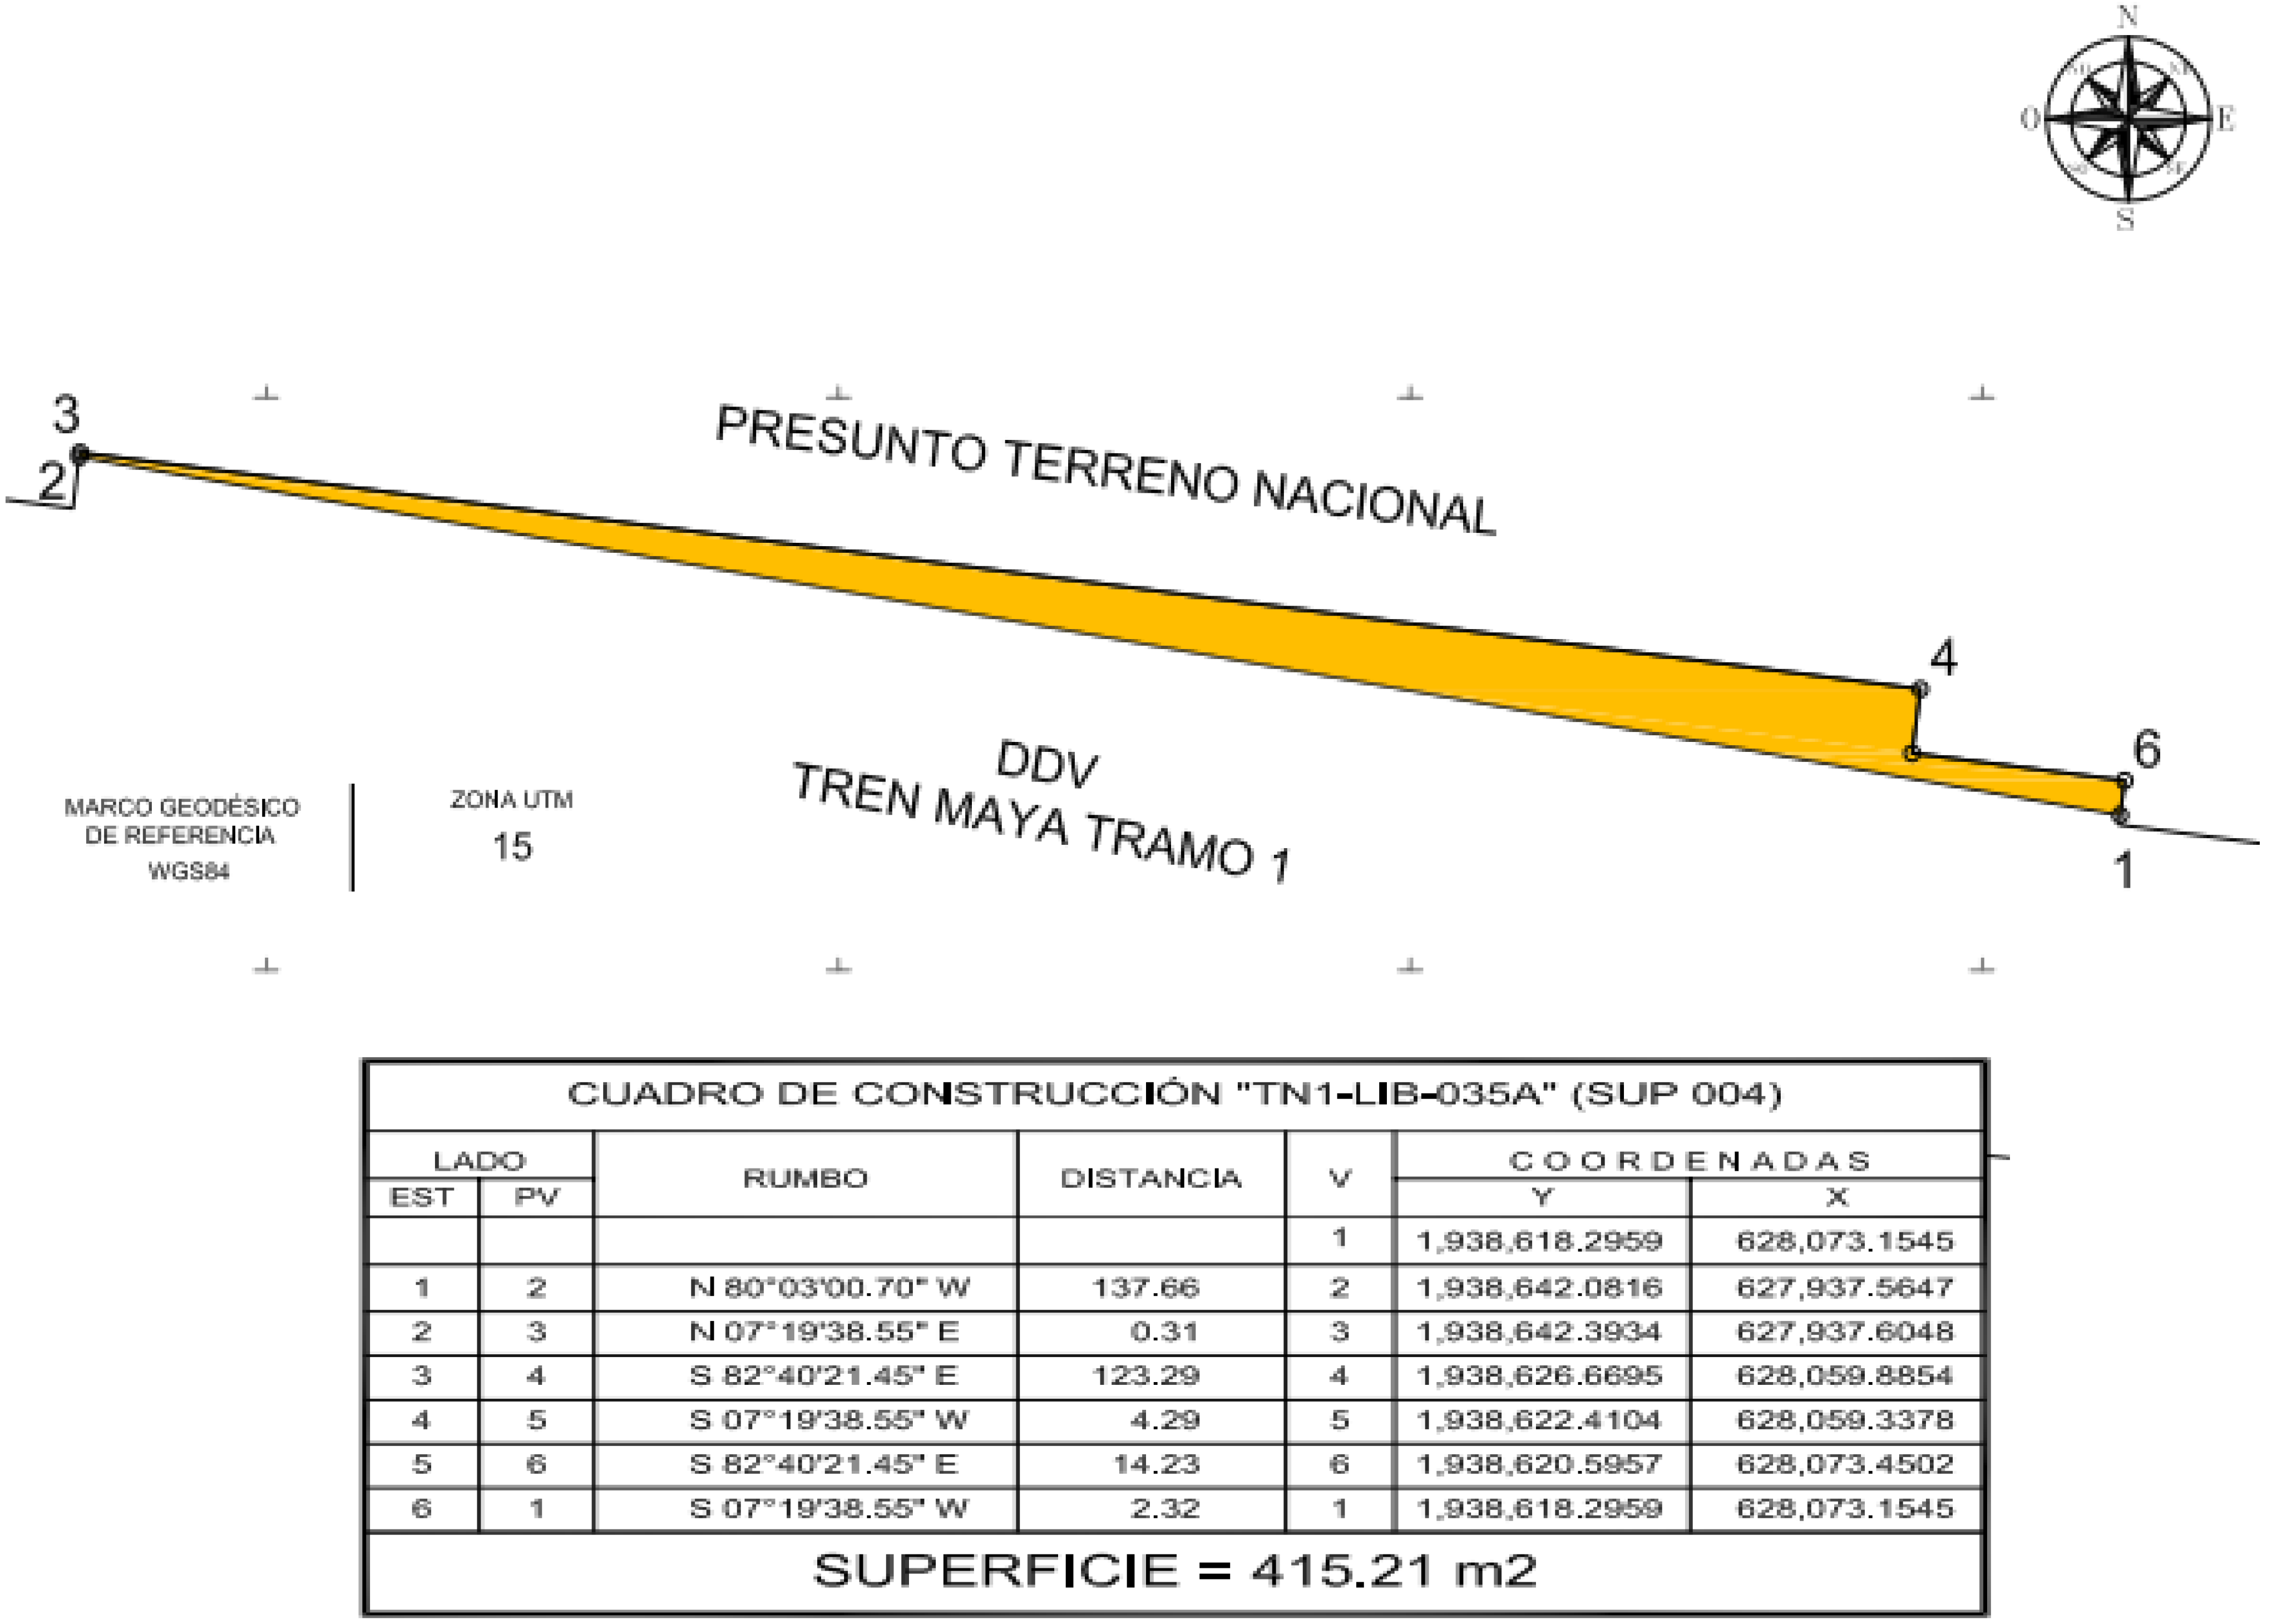 N
NO NE
O E
SO SE
S
3
PRESUNTO TERRENO NACIONAL
2
4
6
DDV
TREN MAYA TRAMO 1
1
MARCO GEODÉSICO
DE REFERENCIA
WGS84
ZONA UTM
15
CUADRO DE CONSTRUCCIÓN "TN1-LIB-035A" (SUP 004)
LADO RUMBO DISTANCIA V COORDENADAS
EST PV Y X
1 1,938,618.2959 628,073.1545
1 2 N 80°03'00.70" W 137.66 2 1,938,642.0816 627,937.5647
2 3 N 07°19'38.55" E 0.31 3 1,938,642.3934 627,937.6048
3 4 S 82°40'21.45" E 123.29 4 1,938,626.6695 628,059.8854
4 5 S 07°19'38.55" W 4.29 5 1,938,622.4104 628,059.3378
5 6 S 82°40'21.45" E 14.23 6 1,938,620.5957 628,073.4502
6 1 S 07°19'38.55" W 2.32 1 1,938,618.2959 628,073.1545
SUPERFICIE = 415.21 m2